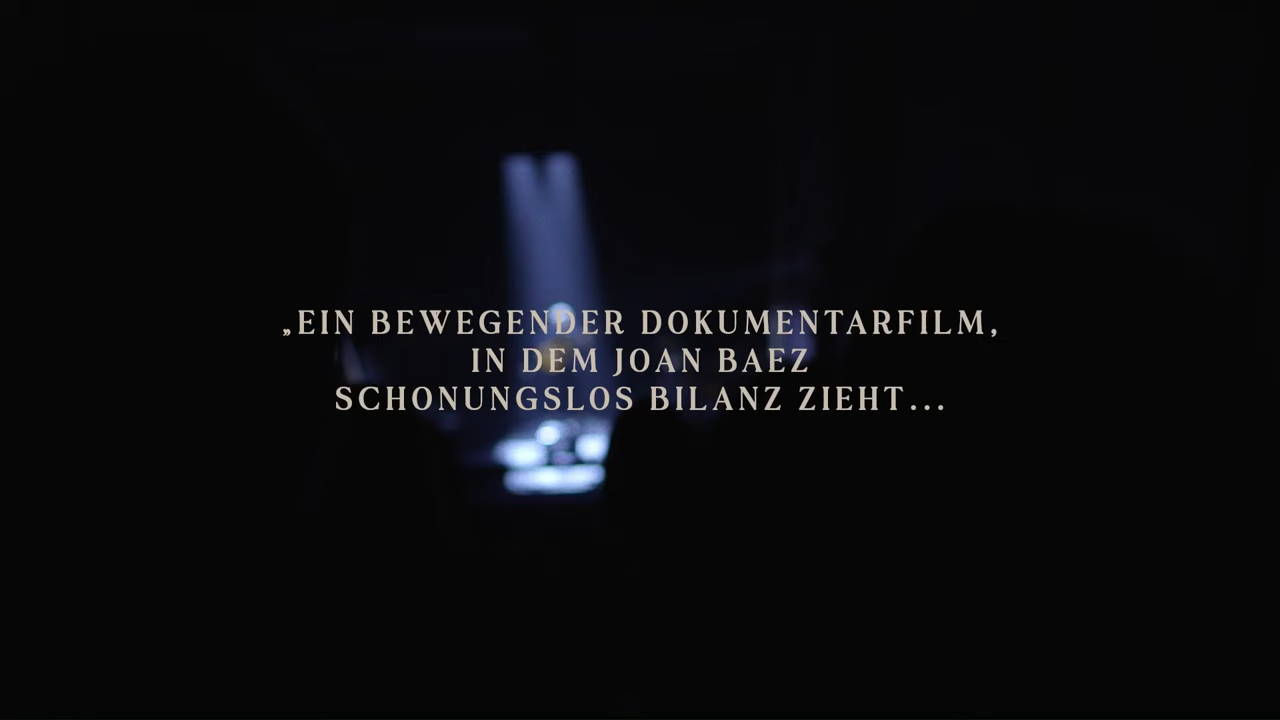 „EIN BEWEGENDER DOKUMENTARFILM,
IN DEM JOAN BAEZ
SCHONUNGSLOS BILANZ ZIEHT...